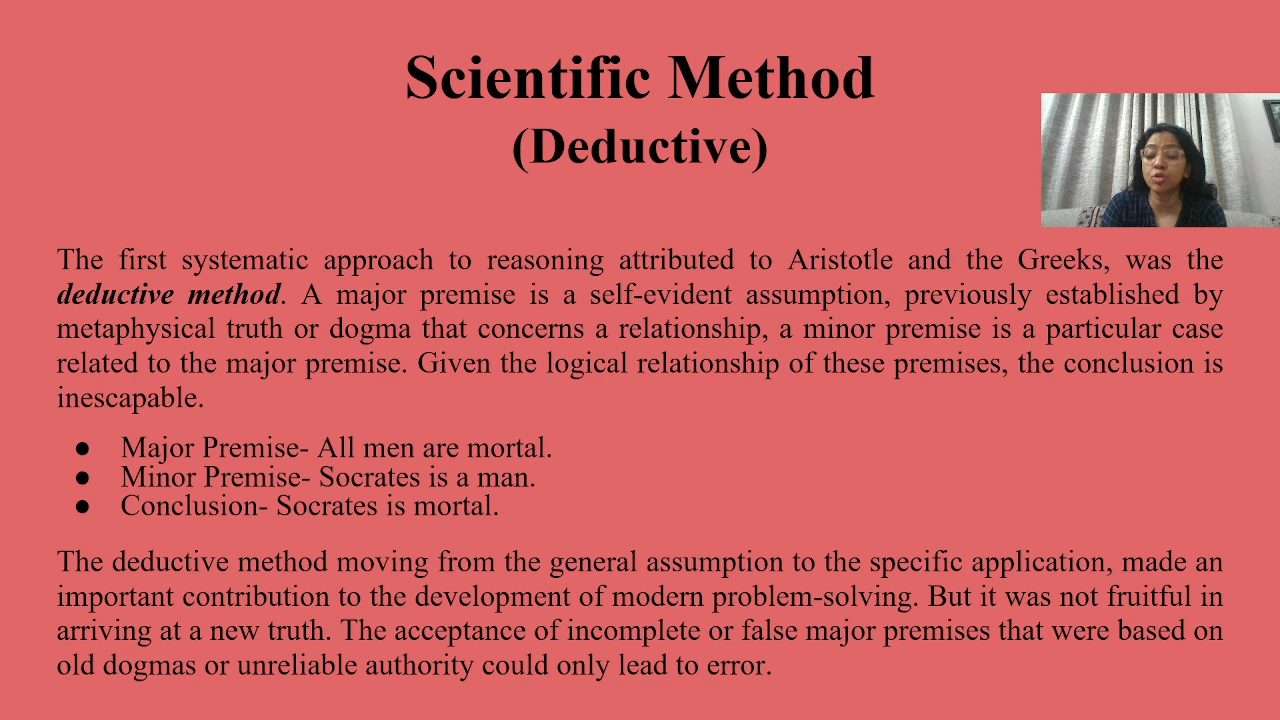 Scientific Method
(Deductive)
The first systematic approach to reasoning attributed to Aristotle and the Greeks, was the
deductive method. A major premise is a self-evident assumption, previously established by
metaphysical truth or dogma that concerns a relationship, a minor premise is a particular case
related to the major premise. Given the logical relationship of these premises, the conclusion is
inescapable.
● Major Premise- All men are mortal.
● Minor Premise- Socrates is a man.
● Conclusion- Socrates is mortal.
The deductive method moving from the general assumption to the specific application, made an
important contribution to the development of modern problem-solving. But it was not fruitful in
arriving at a new truth. The acceptance of incomplete or false major premises that were based on
old dogmas or unreliable authority could only lead to error.